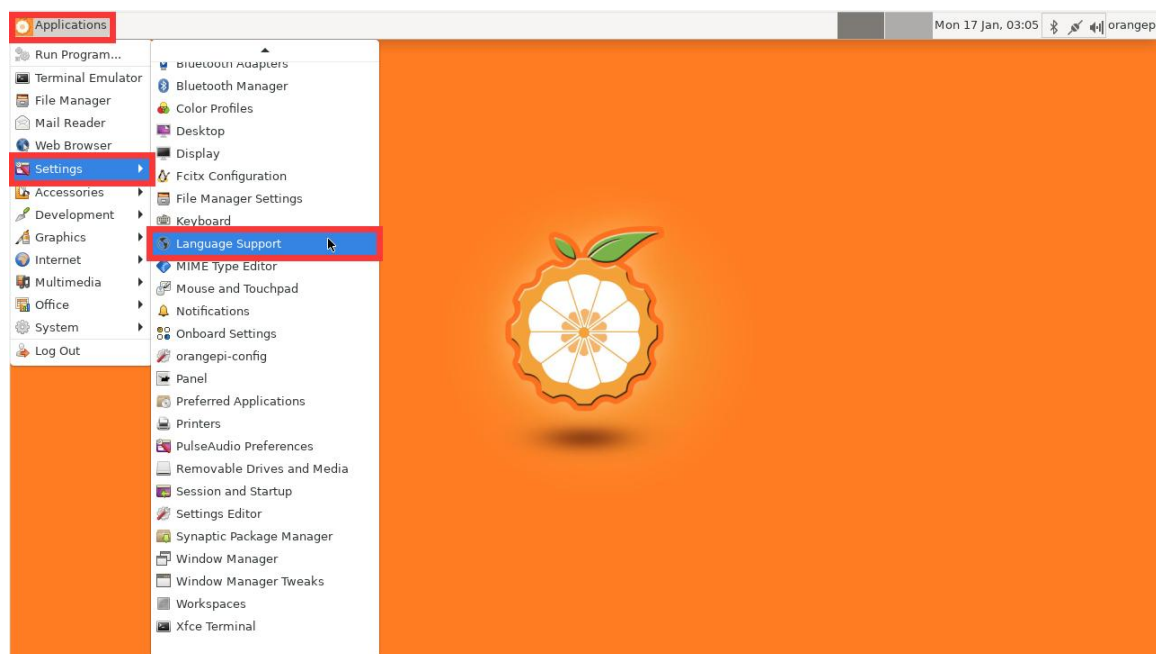 Applications
Mon 17 Jan, 03:05
orangep
Run Program...
Terminal Emulator
File Manager
Mail Reader
Web Browser
Settings
Accessories
Development
Graphics
Internet
Multimedia
Office
System
Log Out
Bluetooth Adapters
Bluetooth Manager
Color Profiles
Desktop
Display
Fcitx Configuration
File Manager Settings
Keyboard
Language Support
MIME Type Editor
Mouse and Touchpad
Notifications
Onboard Settings
orangepi-config
Panel
Preferred Applications
Printers
PulseAudio Preferences
Removable Drives and Media
Session and Startup
Settings Editor
Synaptic Package Manager
Window Manager
Window Manager Tweaks
Workspaces
Xfce Terminal